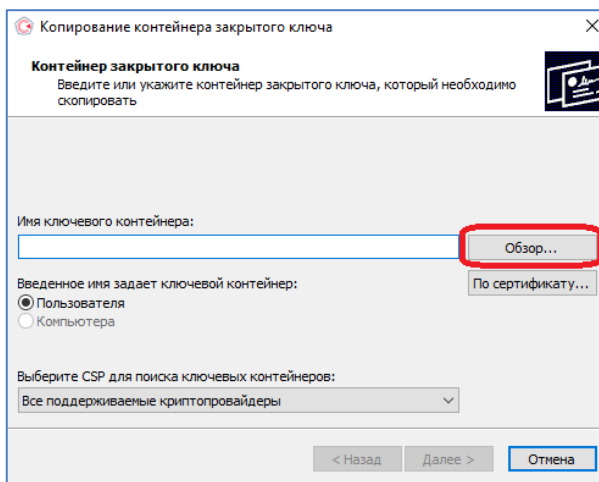 Копирование контейнера закрытого ключа
Контейнер закрытого ключа
Введите или укажите контейнер закрытого ключа, который необходимо
скопировать
Имя ключевого контейнера:
Обзор...
Введенное имя задает ключевой контейнер:
По сертификату...
Пользователя
Компьютера
Выберите CSP для поиска ключевых контейнеров:
Все поддерживаемые криптопровайдеры
< Назад
Далее >
Отмена